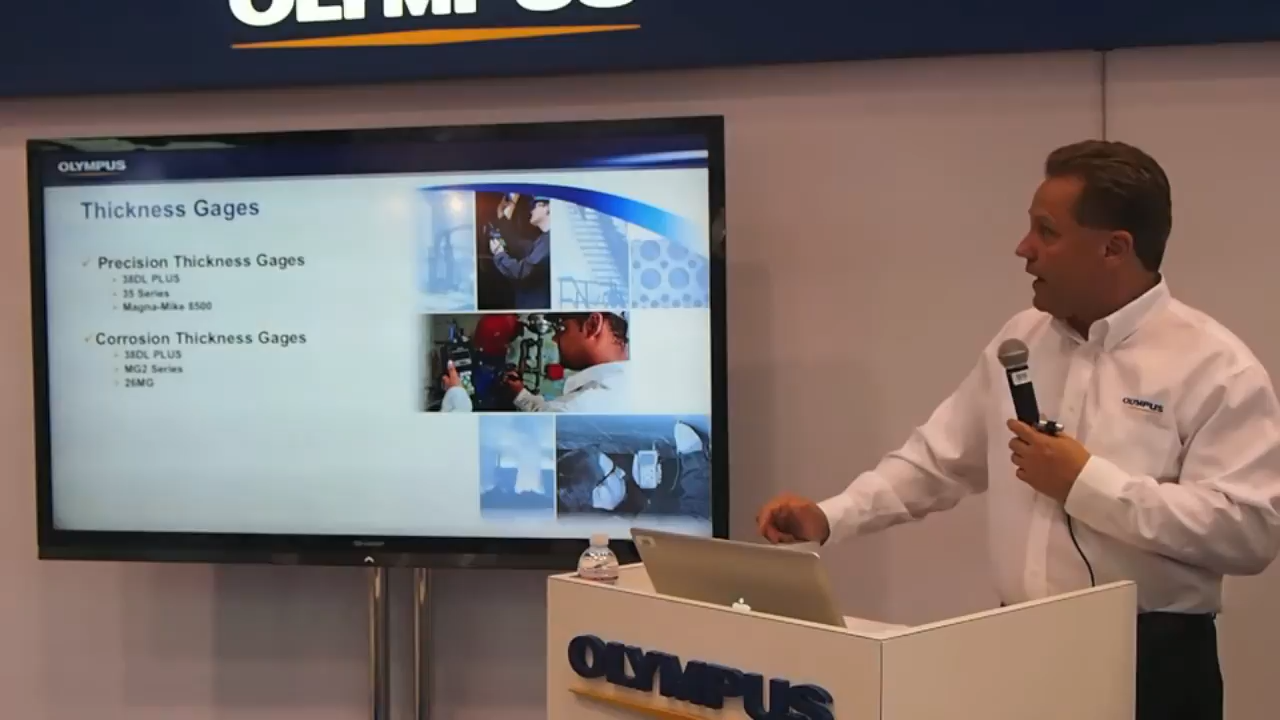 OLYMPUS
OLYMPUS
Thickness Gages
Precision Thickness Gages
38DL PLUS
35 Series
Magna-Mike 8500
Corrosion Thickness Gages
38DL PLUS
MG2 Series
26MG
OLYMPUS
SHARP
OLYMPUS